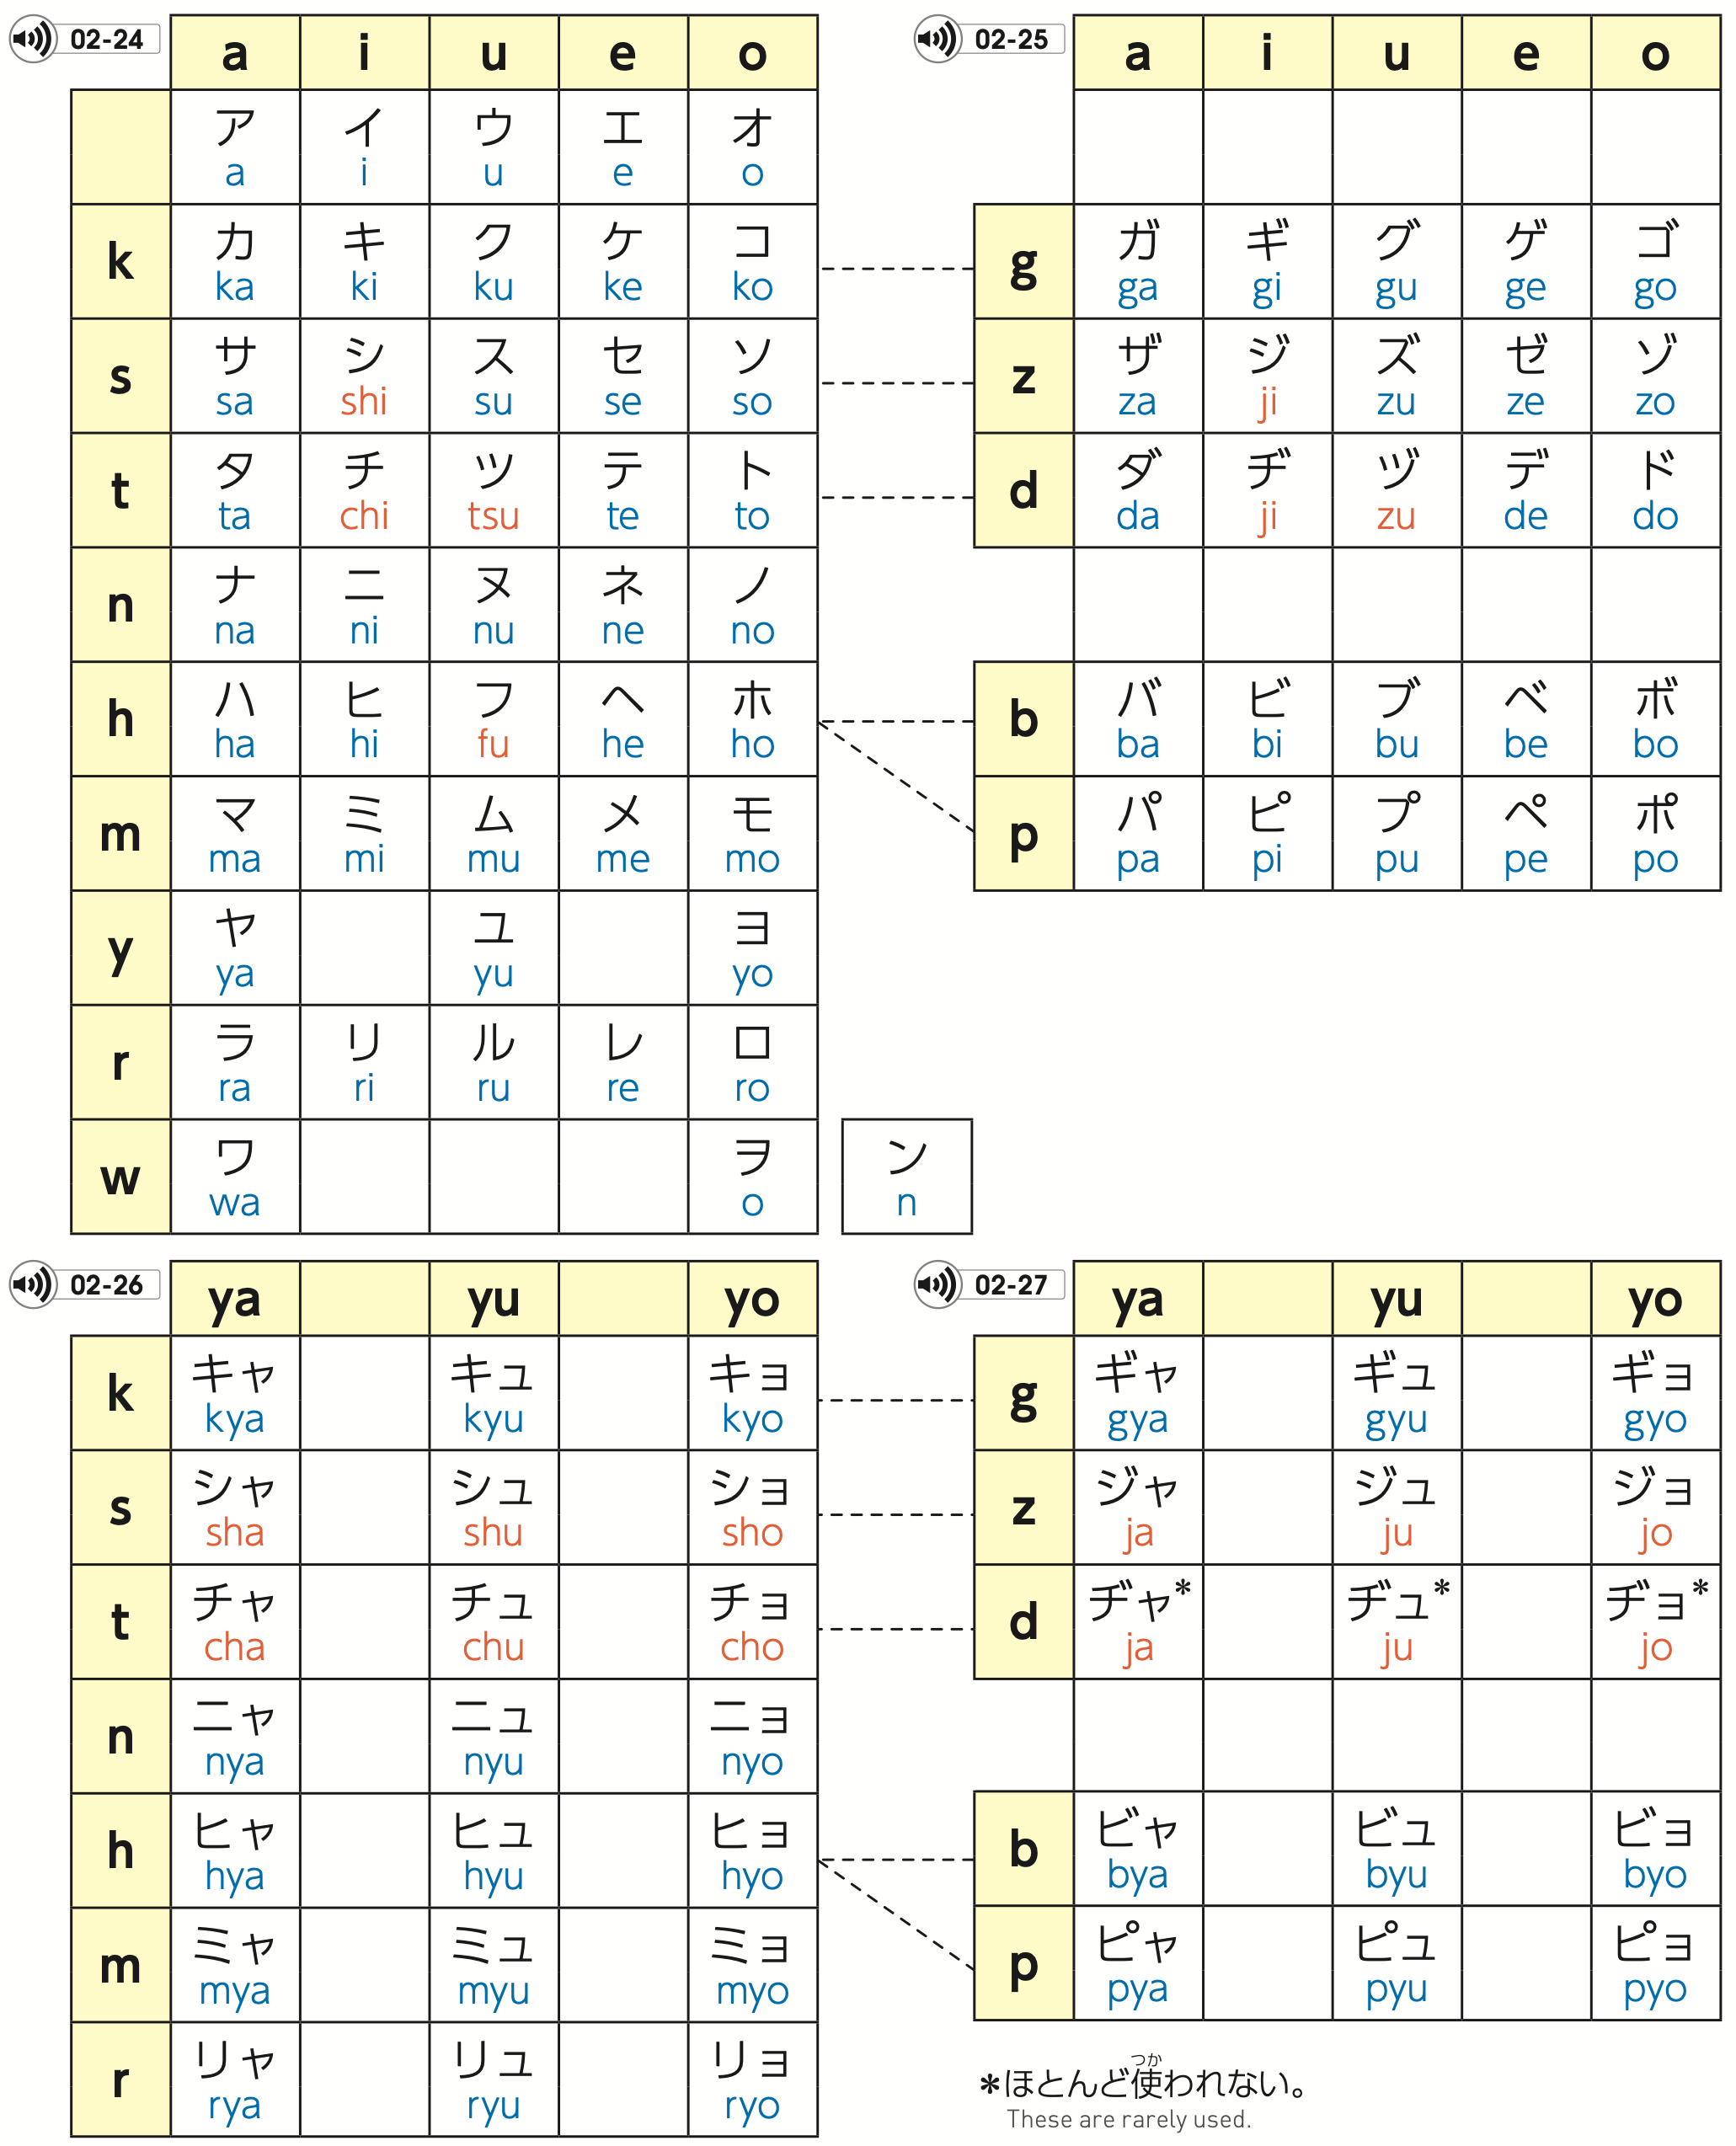 02-24
a i u e o
ア イ ウ エ オ
a i u e o
k カ キ ク ケ コ
ka ki ku ke ko
s サ シ ス セ ソ
sa shi su se so
t タ チ ツ テ ト
ta chi tsu te to
n ナ ニ ヌ ネ ノ
na ni nu ne no
h ハ ヒ フ ヘ ホ
ha hi fu he ho
m マ ミ ム メ モ
ma mi mu me mo
y ヤ ユ ヨ
ya yu yo
r ラ リ ル レ ロ
ra ri ru re ro
w ワ ヲ
wa o
ン
n
02-25
a i u e o
g ガ ギ グ ゲ ゴ
ga gi gu ge go
z ザ ジ ズ ゼ ゾ
za ji zu ze zo
d ダ ヂ ヅ デ ド
da ji zu de do
b バ ビ ブ ベ ボ
ba bi bu be bo
p パ ピ プ ペ ポ
pa pi pu pe po
02-26
ya yu yo
k キャ キュ キョ
kya kyu kyo
s シャ シュ ショ
sha shu sho
t チャ チュ チョ
cha chu cho
n ニャ ニュ ニョ
nya nyu nyo
h ヒャ ヒュ ヒョ
hya hyu hyo
m ミャ ミュ ミョ
mya myu myo
r リャ リュ リョ
rya ryu ryo
02-27
ya yu yo
g ギャ ギュ ギョ
gya gyu gyo
z ジャ ジュ ジョ
ja ju jo
d ヂャ* ヂュ* ヂョ*
ja ju jo
b ビャ ビュ ビョ
bya byu byo
p ピャ ピュ ピョ
pya pyu pyo
つか
*ほとんど使われない。
These are rarely used.